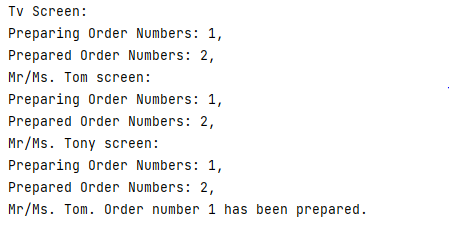 Tv Screen:
Preparing Order Numbers: 1,
Prepared Order Numbers: 2,
Mr/Ms. Tom screen:
Preparing Order Numbers: 1,
Prepared Order Numbers: 2,
Mr/Ms. Tony screen:
Preparing Order Numbers: 1,
Prepared Order Numbers: 2,
Mr/Ms. Tom. Order number 1 has been prepared.